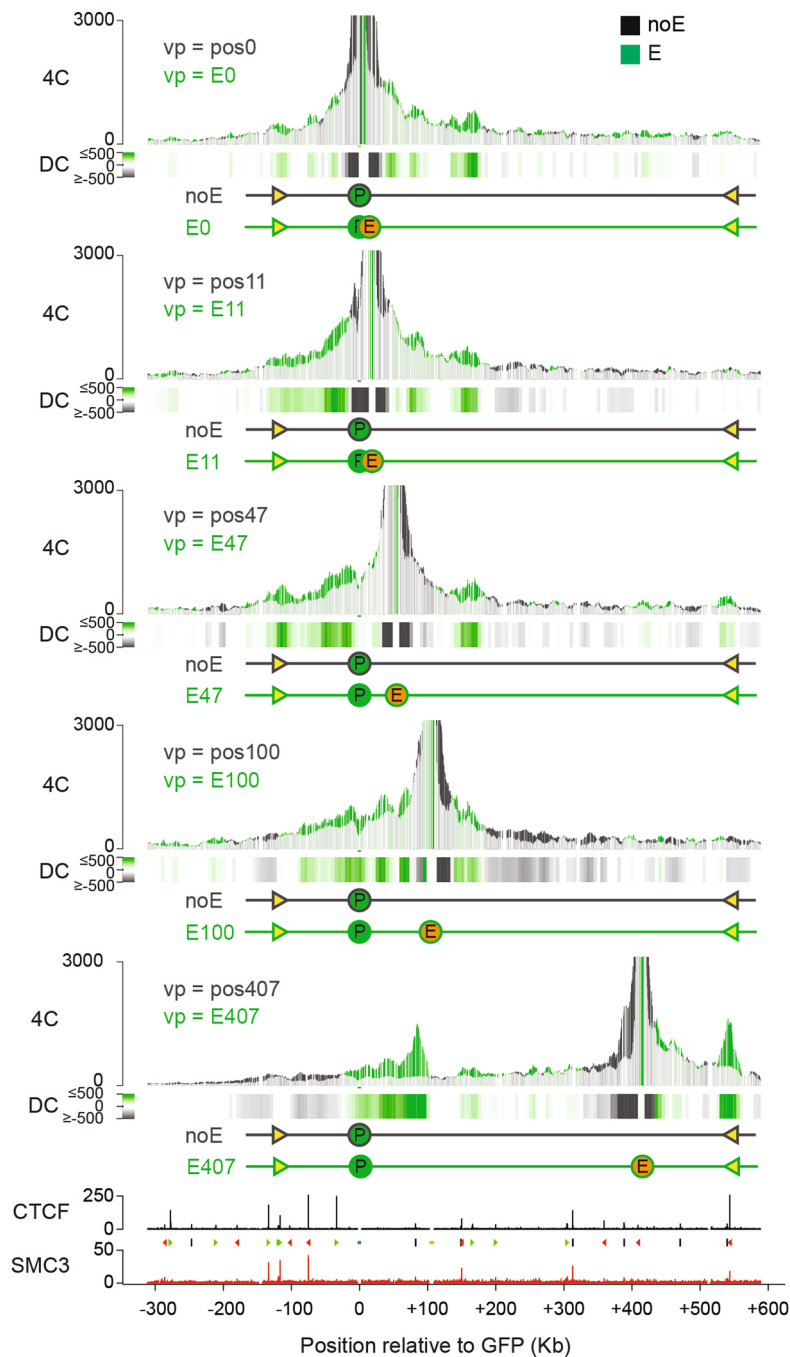 3000
noE
E
vp = pos0
vp = E0
4C
0
DC
≤500
0
≥-500
noE
P
E0
P E
3000
vp = pos11
vp = E11
4C
0
DC
≤500
0
≥-500
noE
P
E11
P E
3000
vp = pos47
vp = E47
4C
0
DC
≤500
0
≥-500
noE
P
E47
P E
3000
vp = pos100
vp = E100
4C
0
DC
≤500
0
≥-500
noE
P
E100
P E
3000
vp = pos407
vp = E407
4C
0
DC
≤500
0
≥-500
noE
P
E407
P E
CTCF
250
0
SMC3
50
0
-300 -200 -100 0 +100 +200 +300 +400 +500 +600
Position relative to GFP (Kb)